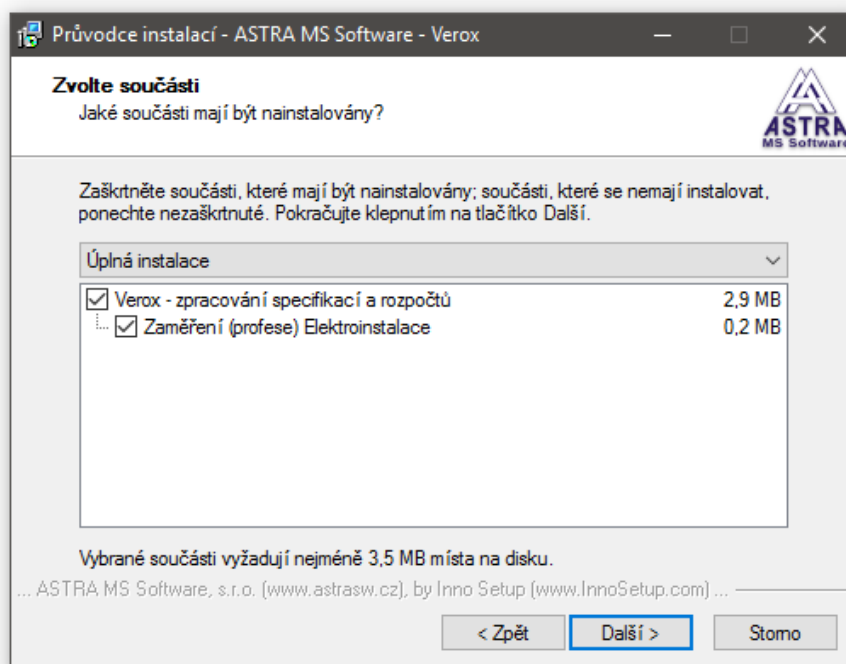 Průvodce instalací - ASTRA MS Software - Verox
Zvolte součásti
Jaké součásti mají být nainstalovány?
ASTRA
MS Software
Zaškrtněte součásti, které mají být nainstalovány; součásti, které se nemají instalovat,
ponechte nezaškrtnuté. Pokračujte klepnutím na tlačítko Další.
Úplná instalace
Verox - zpracování specifikací a rozpočtů 2,9 MB
Zaměření (profese) Elektroinstalace 0,2 MB
Vybrané součásti vyžadují nejméně 3,5 MB místa na disku.
... ASTRA MS Software, s.r.o. (www.astrasw.cz), by Inno Setup (www.InnoSetup.com) ...
< Zpět Další > Storno